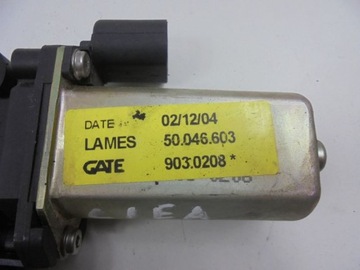 DATE 02/12/04
LAMES 50.046.603
GATE 903.0208*